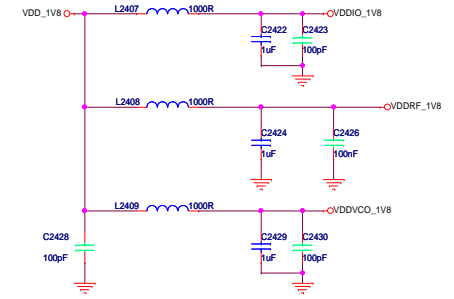 VDD_1V8 L2407 1000R VDDIO_1V8
C2422 C2423
1uF 100pF
L2408 1000R VDDRF_1V8
C2424 C2426
1uF 100nF
L2409 1000R VDDVCO_1V8
C2428 C2429 C2430
100pF 1uF 100pF